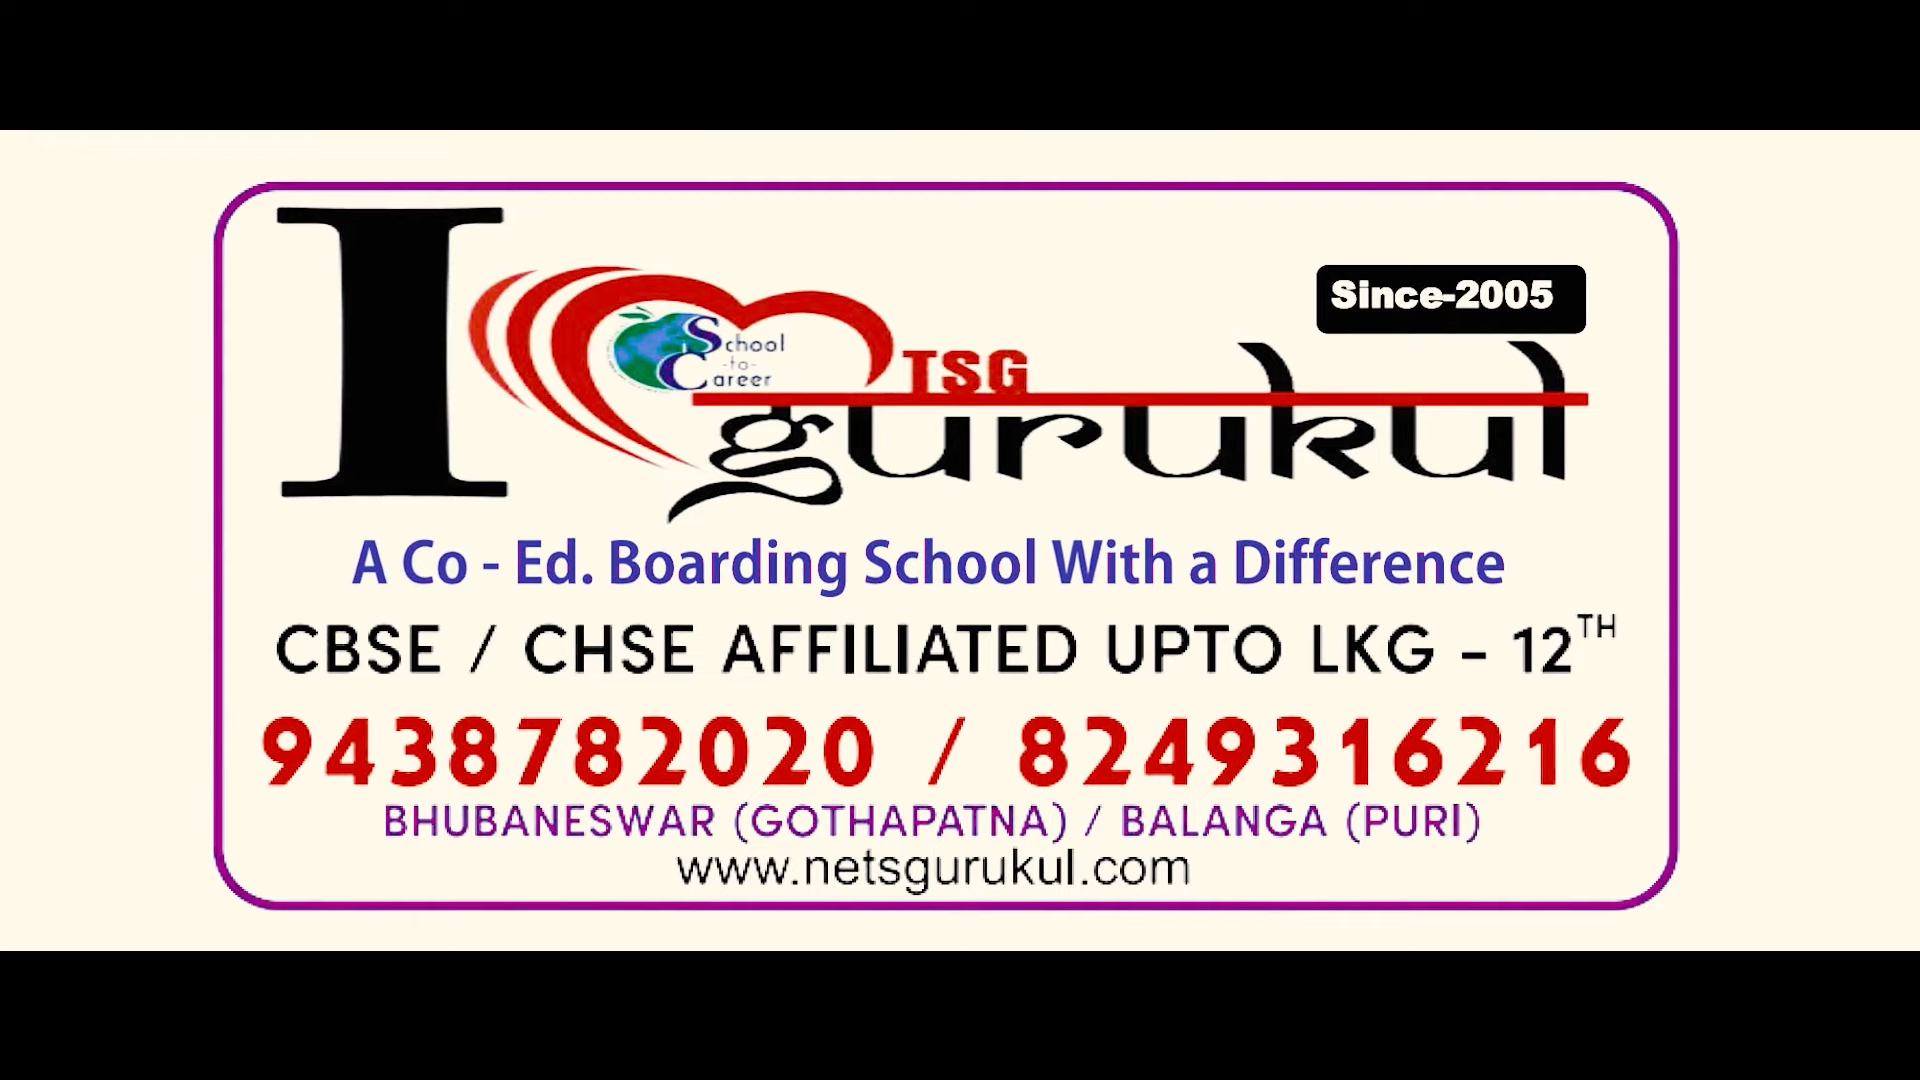 I
Since-2005
School
-to-
Career
TSG
gurukul
A Co - Ed. Boarding School With a Difference
CBSE / CHSE AFFILIATED UPTO LKG - 12TH
9438782020 / 8249316216
BHUBANESWAR (GOTHAPATNA) / BALANGA (PURI)
www.netsgurukul.com